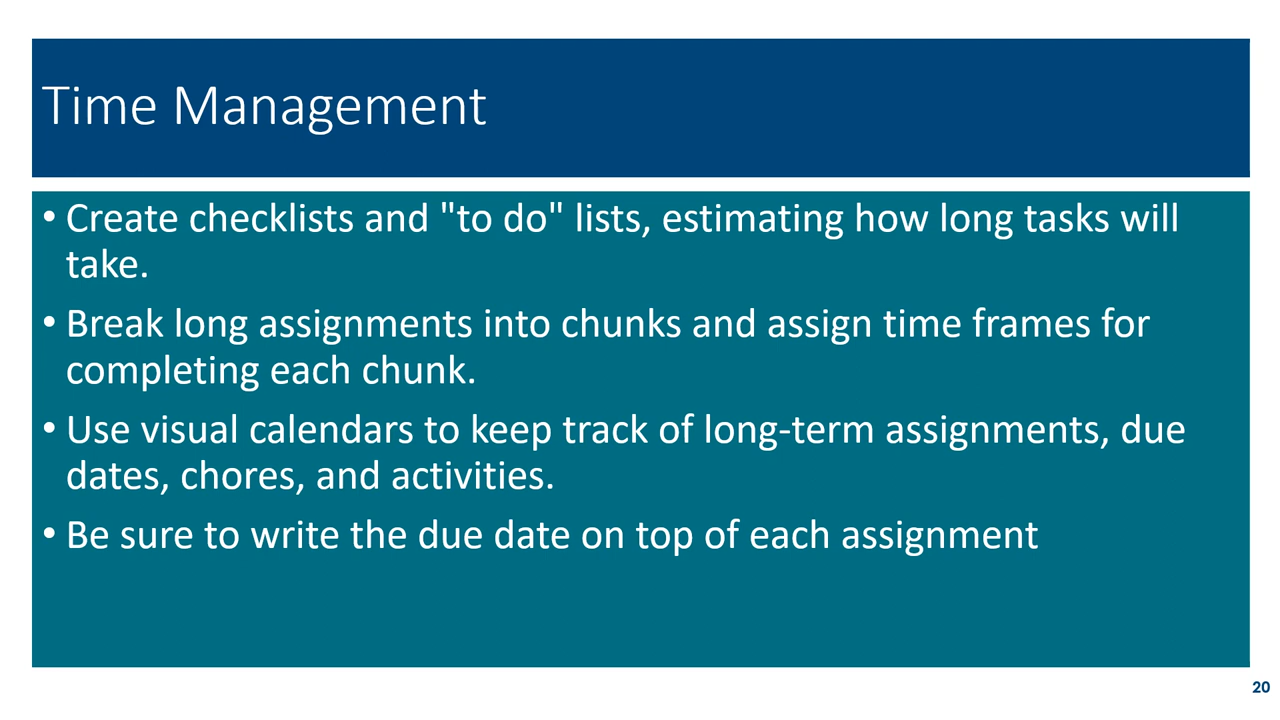 Time Management
• Create checklists and "to do" lists, estimating how long tasks will
take.
• Break long assignments into chunks and assign time frames for
completing each chunk.
• Use visual calendars to keep track of long-term assignments, due
dates, chores, and activities.
• Be sure to write the due date on top of each assignment
20